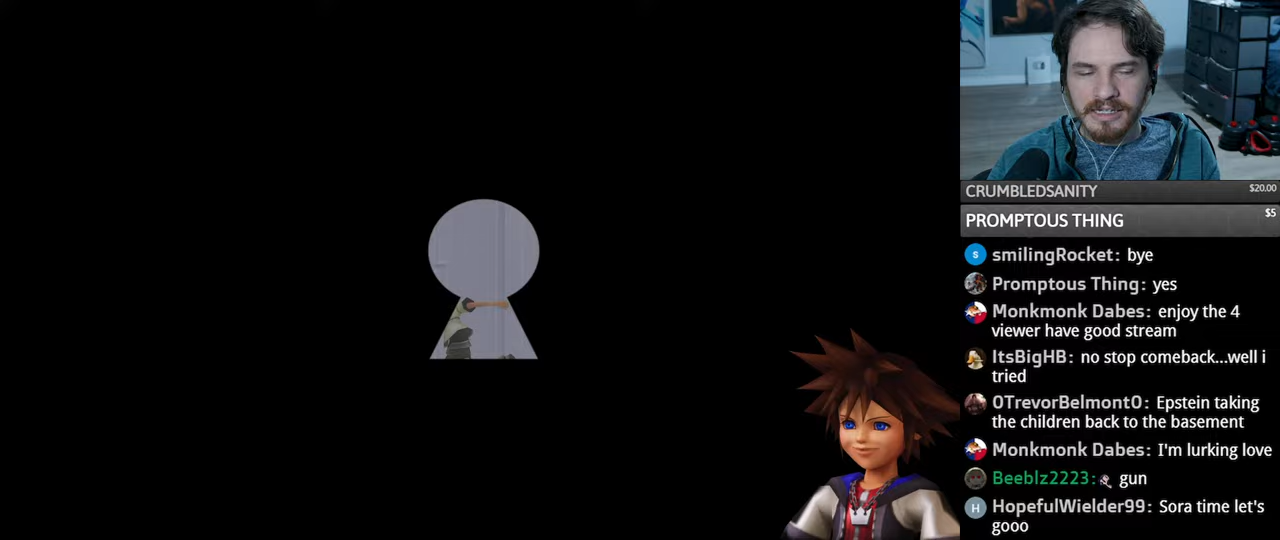 CRUMBLEDSANITY $20.00
PROMPTOUS THING $5
smilingRocket: bye
Promptous Thing: yes
Monkmonk Dabes: enjoy the 4
viewer have good stream
ItsBigHB: no stop comeback...well i
tried
0TrevorBelmont0: Epstein taking
the children back to the basement
Monkmonk Dabes: I'm lurking love
Beeblz2223: gun
HopefulWielder99: Sora time let's
gooo